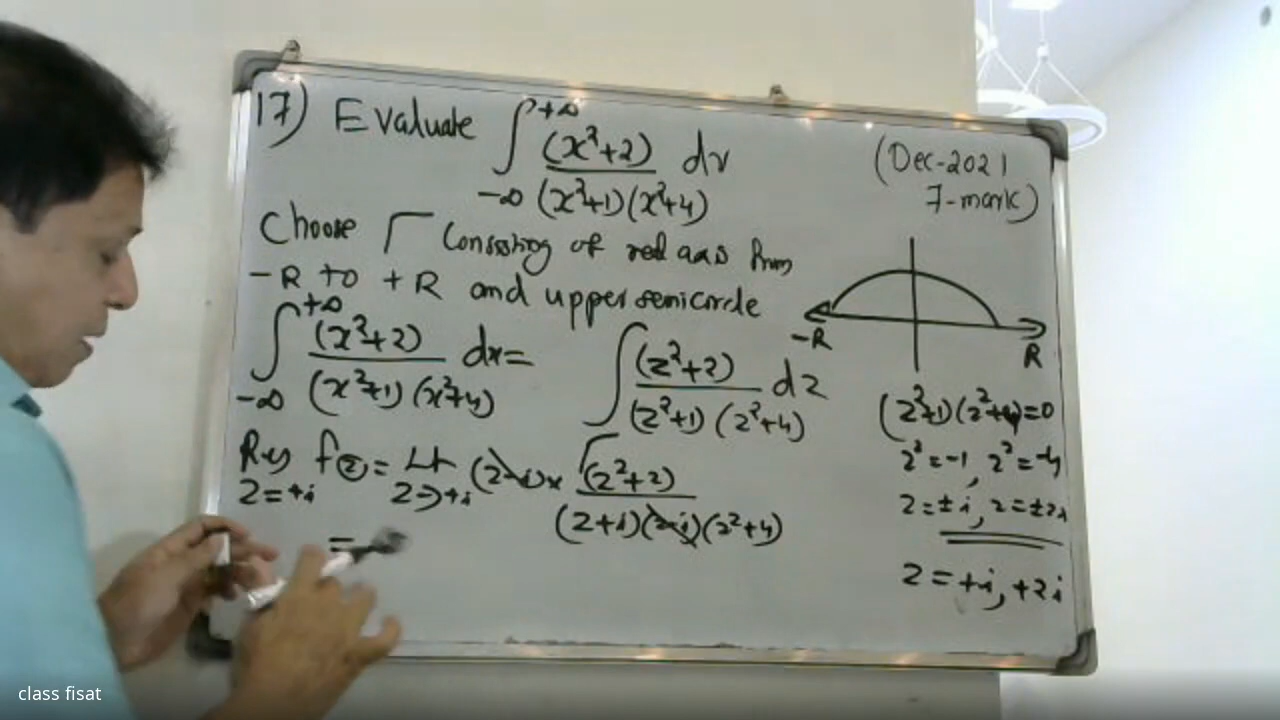 17) Evaluate ∫ -∞ to +∞ (x²+2) / (x²+1)(x²+4) dx
(Dec-2021
7-mark)
Choose Γ Consisting of real axis from
-R to +R and upper semicircle
-R R
∫ -∞ to +∞ (x²+2) / (x²+1)(x²+4) dx = ∫Γ (z²+2) / (z²+1)(z²+4) dz
(z²+1)(z²+4)=0
z²=-1, z²=-4
z=±i, z=±2i
z=+i, +2i
Res f(z) = Lt (z-i)× (z²+2) / (z+i)(z-i)(z²+4)
z=+i z→+i
=
class fisat